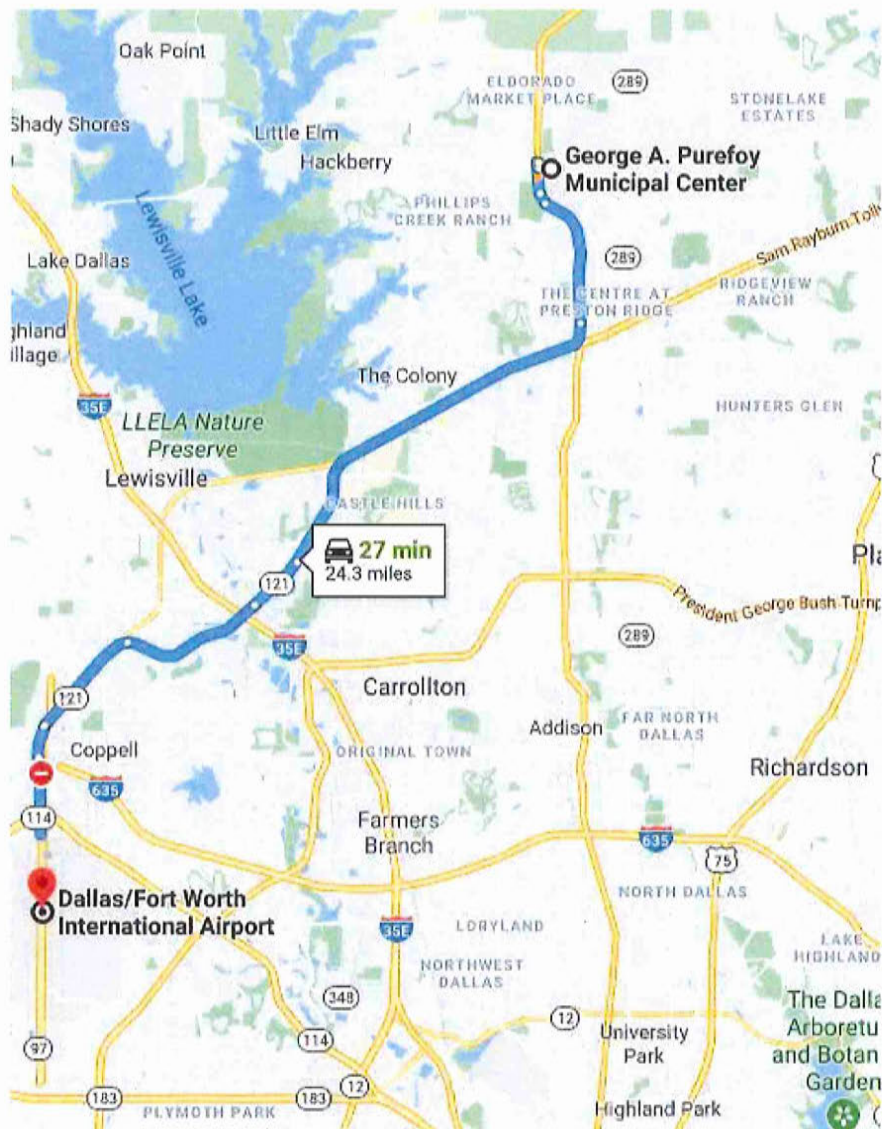 Oak Point
ELDORADO
MARKET PLACE
289
STONELAKE
ESTATES
Shady Shores
Little Elm
Hackberry
George A. Purefoy
Municipal Center
PHILLIPS
CREEK RANCH
Lewisville Lake
Lake Dallas
289
Sam Rayburn Tollw
THE CENTRE AT
PRESTON RIDGE
RIDGEVIEW
RANCH
ghland
illage
The Colony
35E
HUNTERS GLEN
LLELA Nature
Preserve
Lewisville
CASTLE HILLS
27 min
24.3 miles
121
Pla
President George Bush Turnp
35E
289
Carrollton
121
Addison
FAR NORTH
DALLAS
Coppell
ORIGINAL TOWN
Richardson
635
114
Farmers
Branch
635
75
Dallas/Fort Worth
International Airport
NORTH DALLAS
35E
LORYLAND
LAKE
HIGHLAND
NORTHWEST
DALLAS
348
The Dalla
Arboretu
and Botan
Garden
12
University
Park
114
97
12
183
183
PLYMOTH PARK
Highland Park